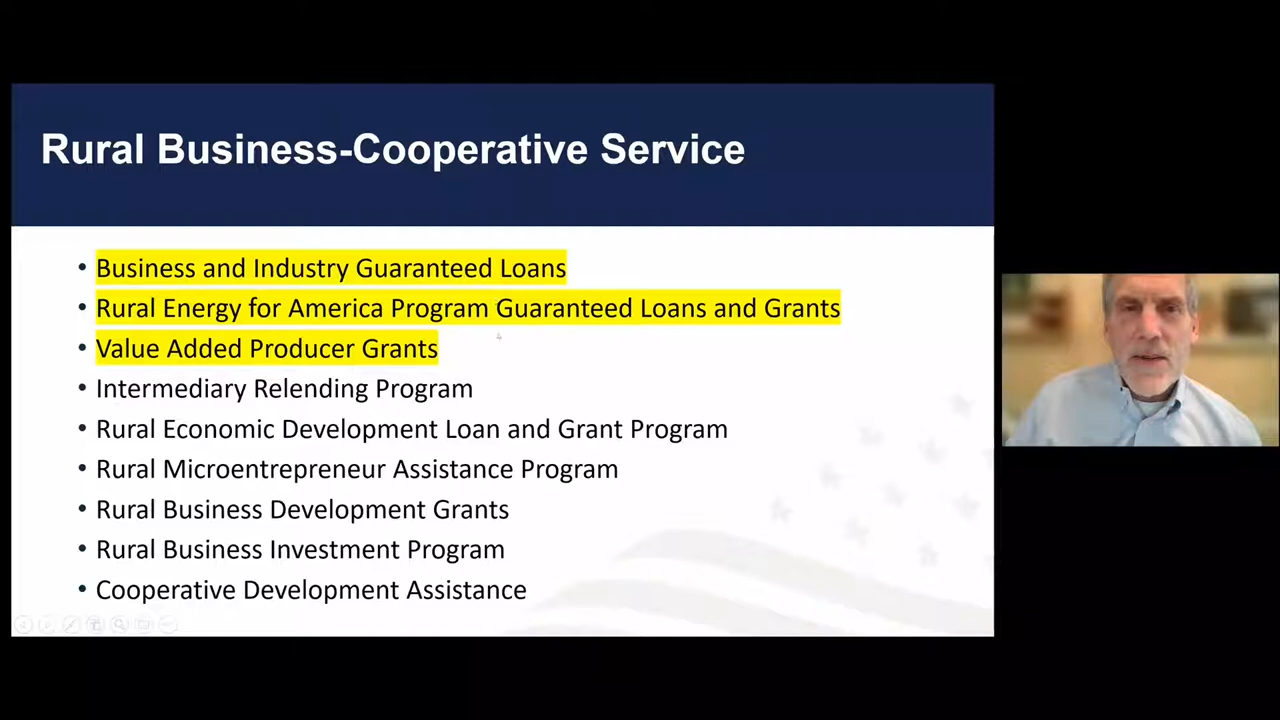 Rural Business-Cooperative Service
• Business and Industry Guaranteed Loans
• Rural Energy for America Program Guaranteed Loans and Grants
• Value Added Producer Grants
• Intermediary Relending Program
• Rural Economic Development Loan and Grant Program
• Rural Microentrepreneur Assistance Program
• Rural Business Development Grants
• Rural Business Investment Program
• Cooperative Development Assistance